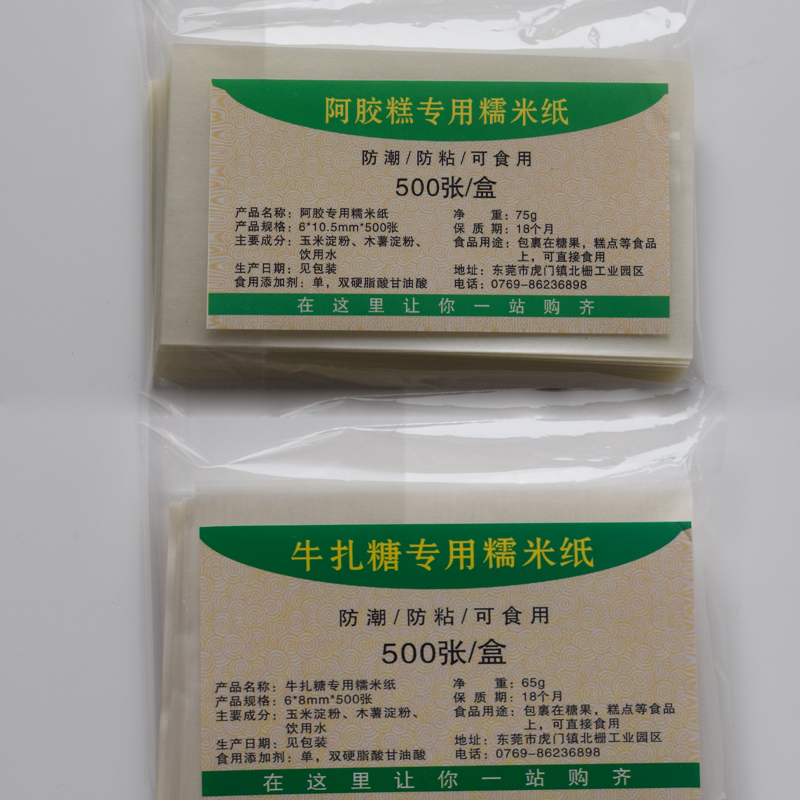 阿胶糕专用糯米纸
防潮/防粘/可食用
500张/盒
产品名称：阿胶专用糯米纸
产品规格：6*10.5mm*500张
主要成分：玉米淀粉、木薯淀粉、
饮用水
生产日期：见包装
食用添加剂：单，双硬脂酸甘油酸
净 重：75g
保 质 期：18个月
食品用途：包裹在糖果，糕点等食品
上，可直接食用
地址：东莞市虎门镇北栅工业园区
电话：0769-86236898
在这里让你一站购齐
牛扎糖专用糯米纸
防潮/防粘/可食用
500张/盒
产品名称：牛扎糖专用糯米纸
产品规格：6*8mm*500张
主要成分：玉米淀粉、木薯淀粉、
饮用水
生产日期：见包装
食用添加剂：单，双硬脂酸甘油酸
净 重：65g
保 质 期：18个月
食品用途：包裹在糖果，糕点等食品
上，可直接食用
地址：东莞市虎门镇北栅工业园区
电话：0769-86236898
在这里让你一站购齐